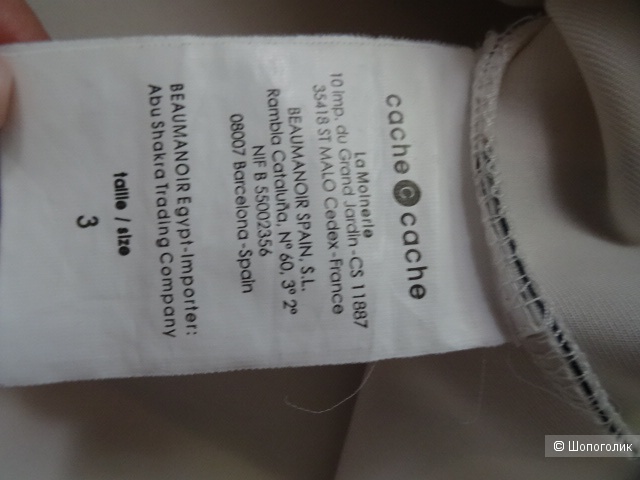 cache c cache
La Moinerie
10 Imp. du Grand Jardin -CS 11887
35418 ST MALO Cedex -France
BEAUMANOIR SPAIN, S.L.
Rambla Cataluña, Nº 60, 3º 2º
NIF B 55002356
08007 Barcelona -Spain
BEAUMANOIR Egypt-Importer:
Abu Shakra Trading Company
taille / size
3
© Шопоголик